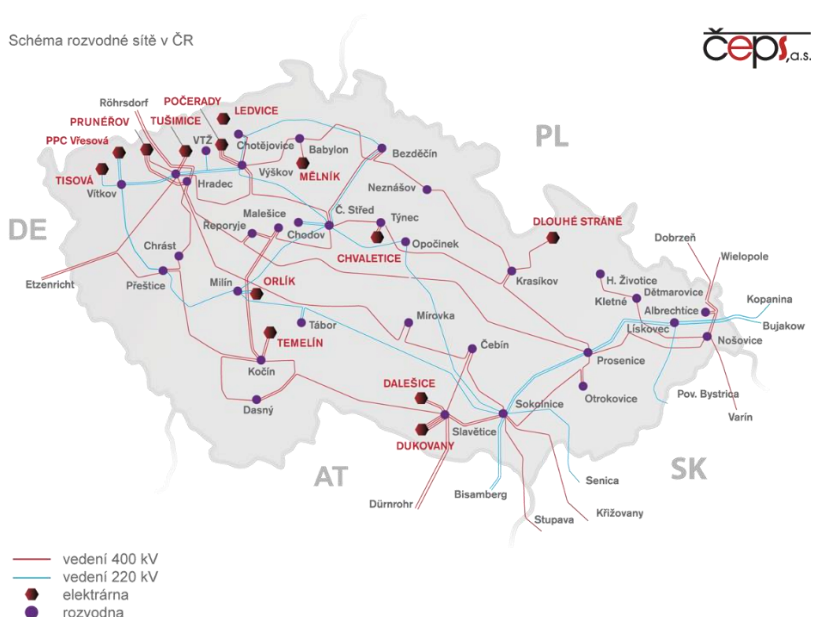 Schéma rozvodné sítě v ČR
čeps,a.s.
Röhrsdorf
POČERADY
LEDVICE
PRUNÉŘOV
TUŠIMICE
PPC Vřesová
VTŽ
Chotějovice
Babylon
Bezděčín
PL
TISOVÁ
Vítkov
Hradec
Výškov
MĚLNÍK
Neznášov
Malešice
Č. Střed
Týnec
DLOUHÉ STRÁNĚ
DE
Řeporyje
Chodov
Opočinek
Dobrzeń
Chrást
CHVALETICE
Wielopole
Etzenricht
Přeštice
Milín
ORLÍK
Krasíkov
H. Životice
Dětmarovice
Kletné
Albrechtice
Kopanina
Tábor
Mírovka
Lískovec
Bujakow
TEMELÍN
Čebín
Prosenice
Nošovice
Kočín
DALEŠICE
Otrokovice
Pov. Bystrica
Dasný
Sokolnice
Varín
Slavětice
DUKOVANY
AT
SK
Dürnrohr
Bisamberg
Senica
Křižovany
Stupava
vedení 400 kV
vedení 220 kV
elektrárna
rozvodna